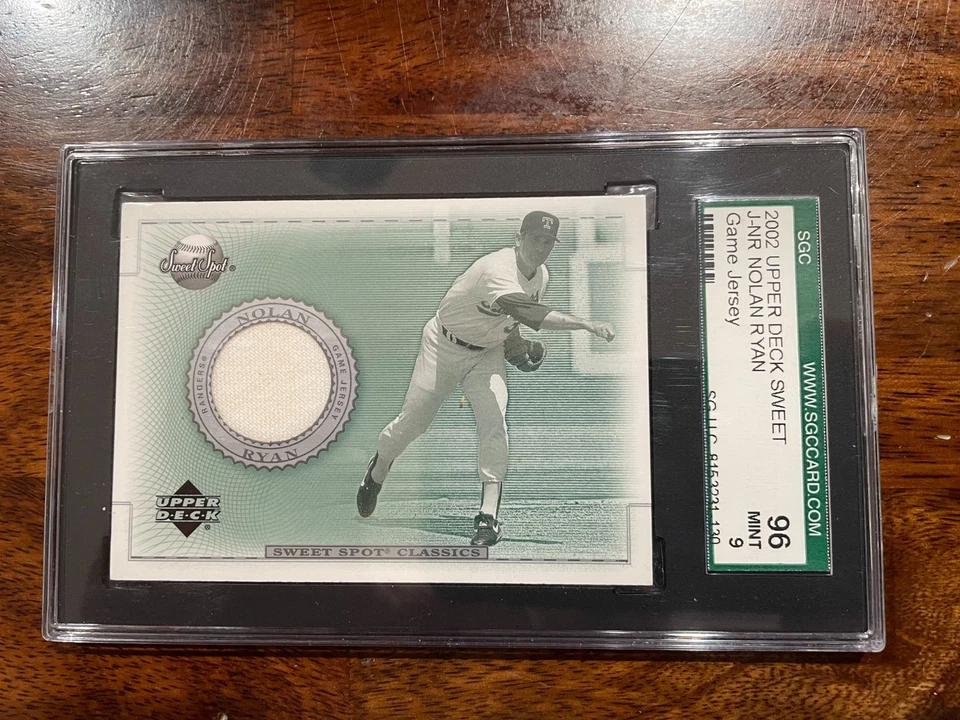 Sweet Spot®
NOLAN
GAME JERSEY
RYAN
RANGERS®
UPPER
D·E·C·K
®
SWEET SPOT® CLASSICS
T
SGC
WWW.SGCCARD.COM
2002 UPPER DECK SWEET
J-NR NOLAN RYAN
Game Jersey
96
MINT 9